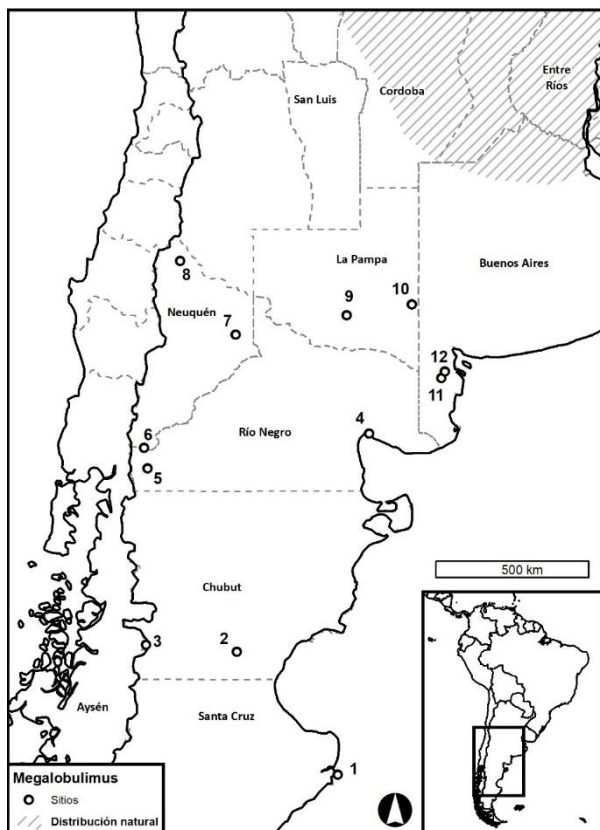 San Luis
Cordoba
Entre
Ríos
La Pampa
Buenos Aires
8
Neuquén
9
10
7
12
11
4
Río Negro
6
5
500 km
Chubut
3
2
Aysén
Santa Cruz
1
Megalobulimus
Sitios
Distribución natural